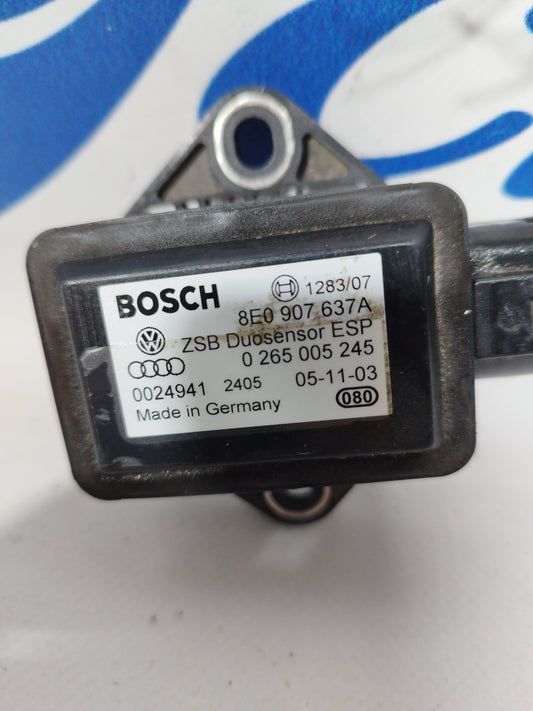 BOSCH 1283/07
8E0 907 637A
ZSB Duosensor ESP
0 265 005 245
0024941 2405 05-11-03
Made in Germany 080